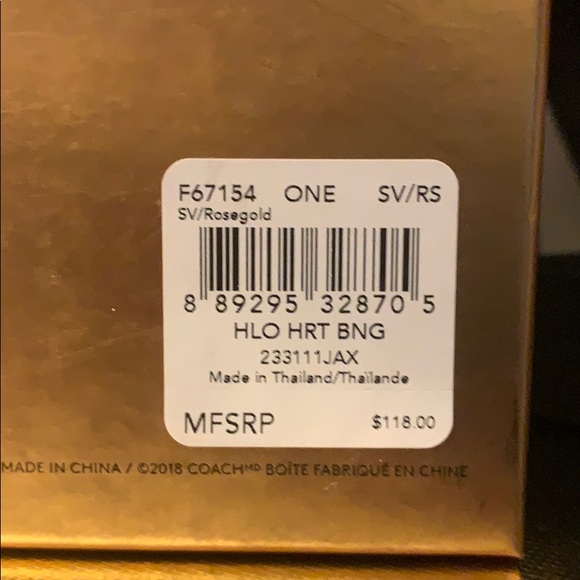 F67154 ONE SV/RS
SV/Rosegold
8 89295 32870 5
HLO HRT BNG
233111JAX
Made in Thailand/Thaïlande
MFSRP $118.00
MADE IN CHINA / ©2018 COACHᴹᴰ BOÎTE FABRIQUÉ EN CHINE